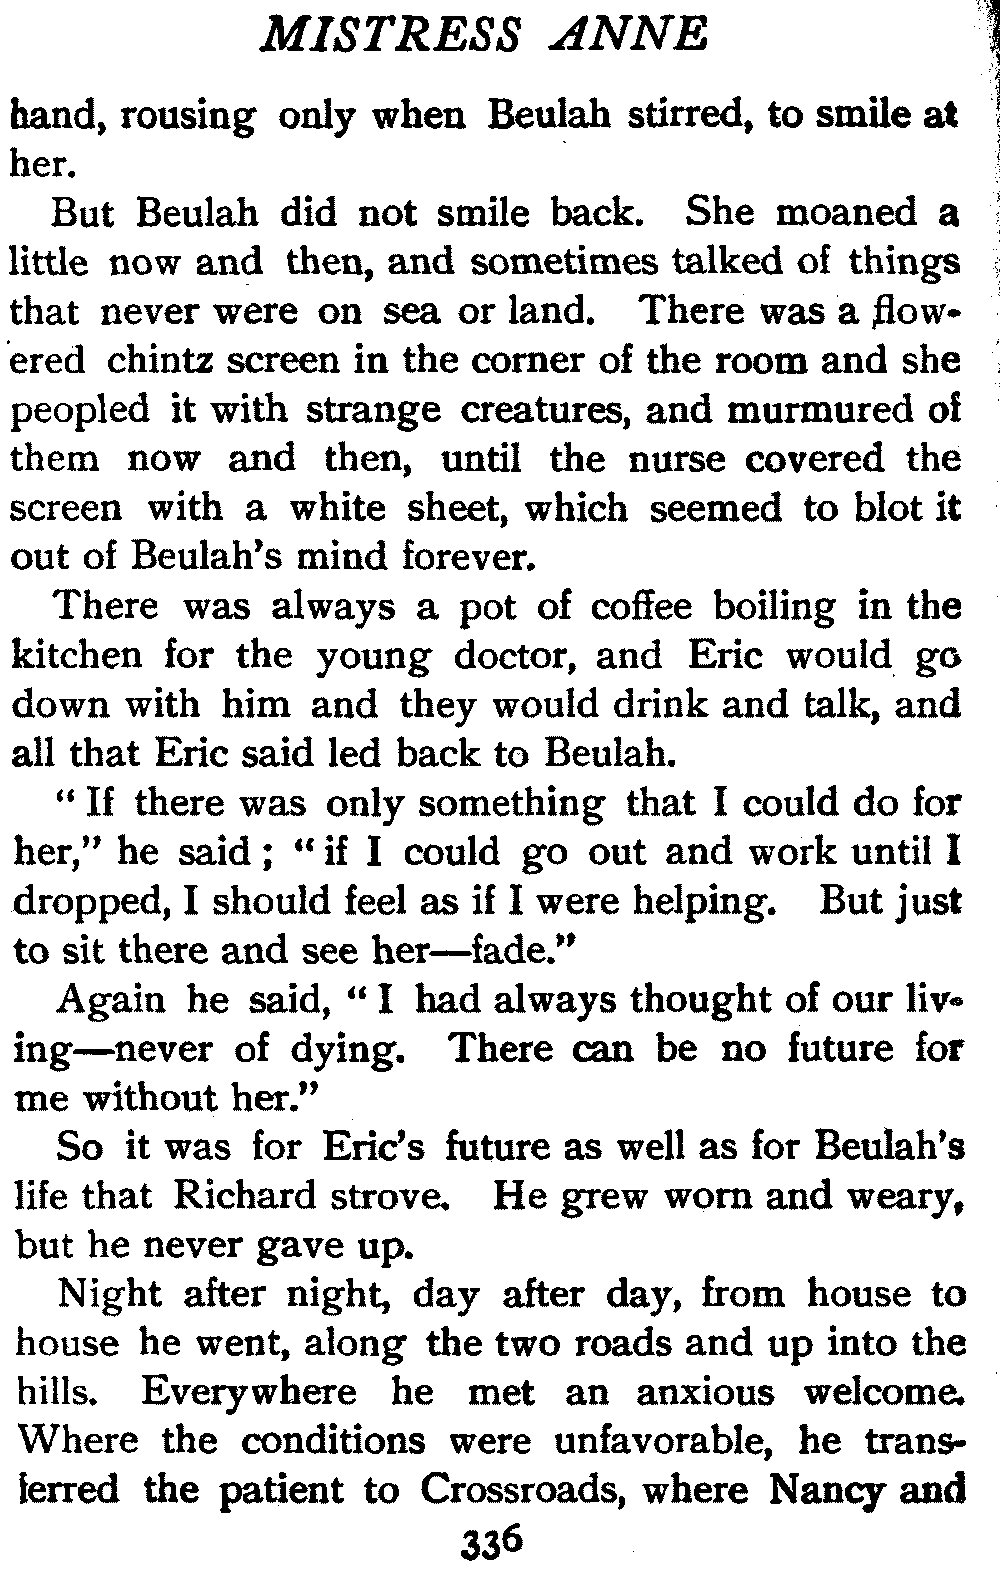 MISTRESS ANNE
hand, rousing only when Beulah stirred, to smile at
her.
But Beulah did not smile back. She moaned a
little now and then, and sometimes talked of things
that never were on sea or land. There was a flow-
ered chintz screen in the corner of the room and she
peopled it with strange creatures, and murmured of
them now and then, until the nurse covered the
screen with a white sheet, which seemed to blot it
out of Beulah's mind forever.
There was always a pot of coffee boiling in the
kitchen for the young doctor, and Eric would go
down with him and they would drink and talk, and
all that Eric said led back to Beulah.
" If there was only something that I could do for
her," he said ; " if I could go out and work until I
dropped, I should feel as if I were helping. But just
to sit there and see her—fade."
Again he said, " I had always thought of our liv-
ing—never of dying. There can be no future for
me without her."
So it was for Eric's future as well as for Beulah's
life that Richard strove. He grew worn and weary,
but he never gave up.
Night after night, day after day, from house to
house he went, along the two roads and up into the
hills. Everywhere he met an anxious welcome.
Where the conditions were unfavorable, he trans-
ferred the patient to Crossroads, where Nancy and
336